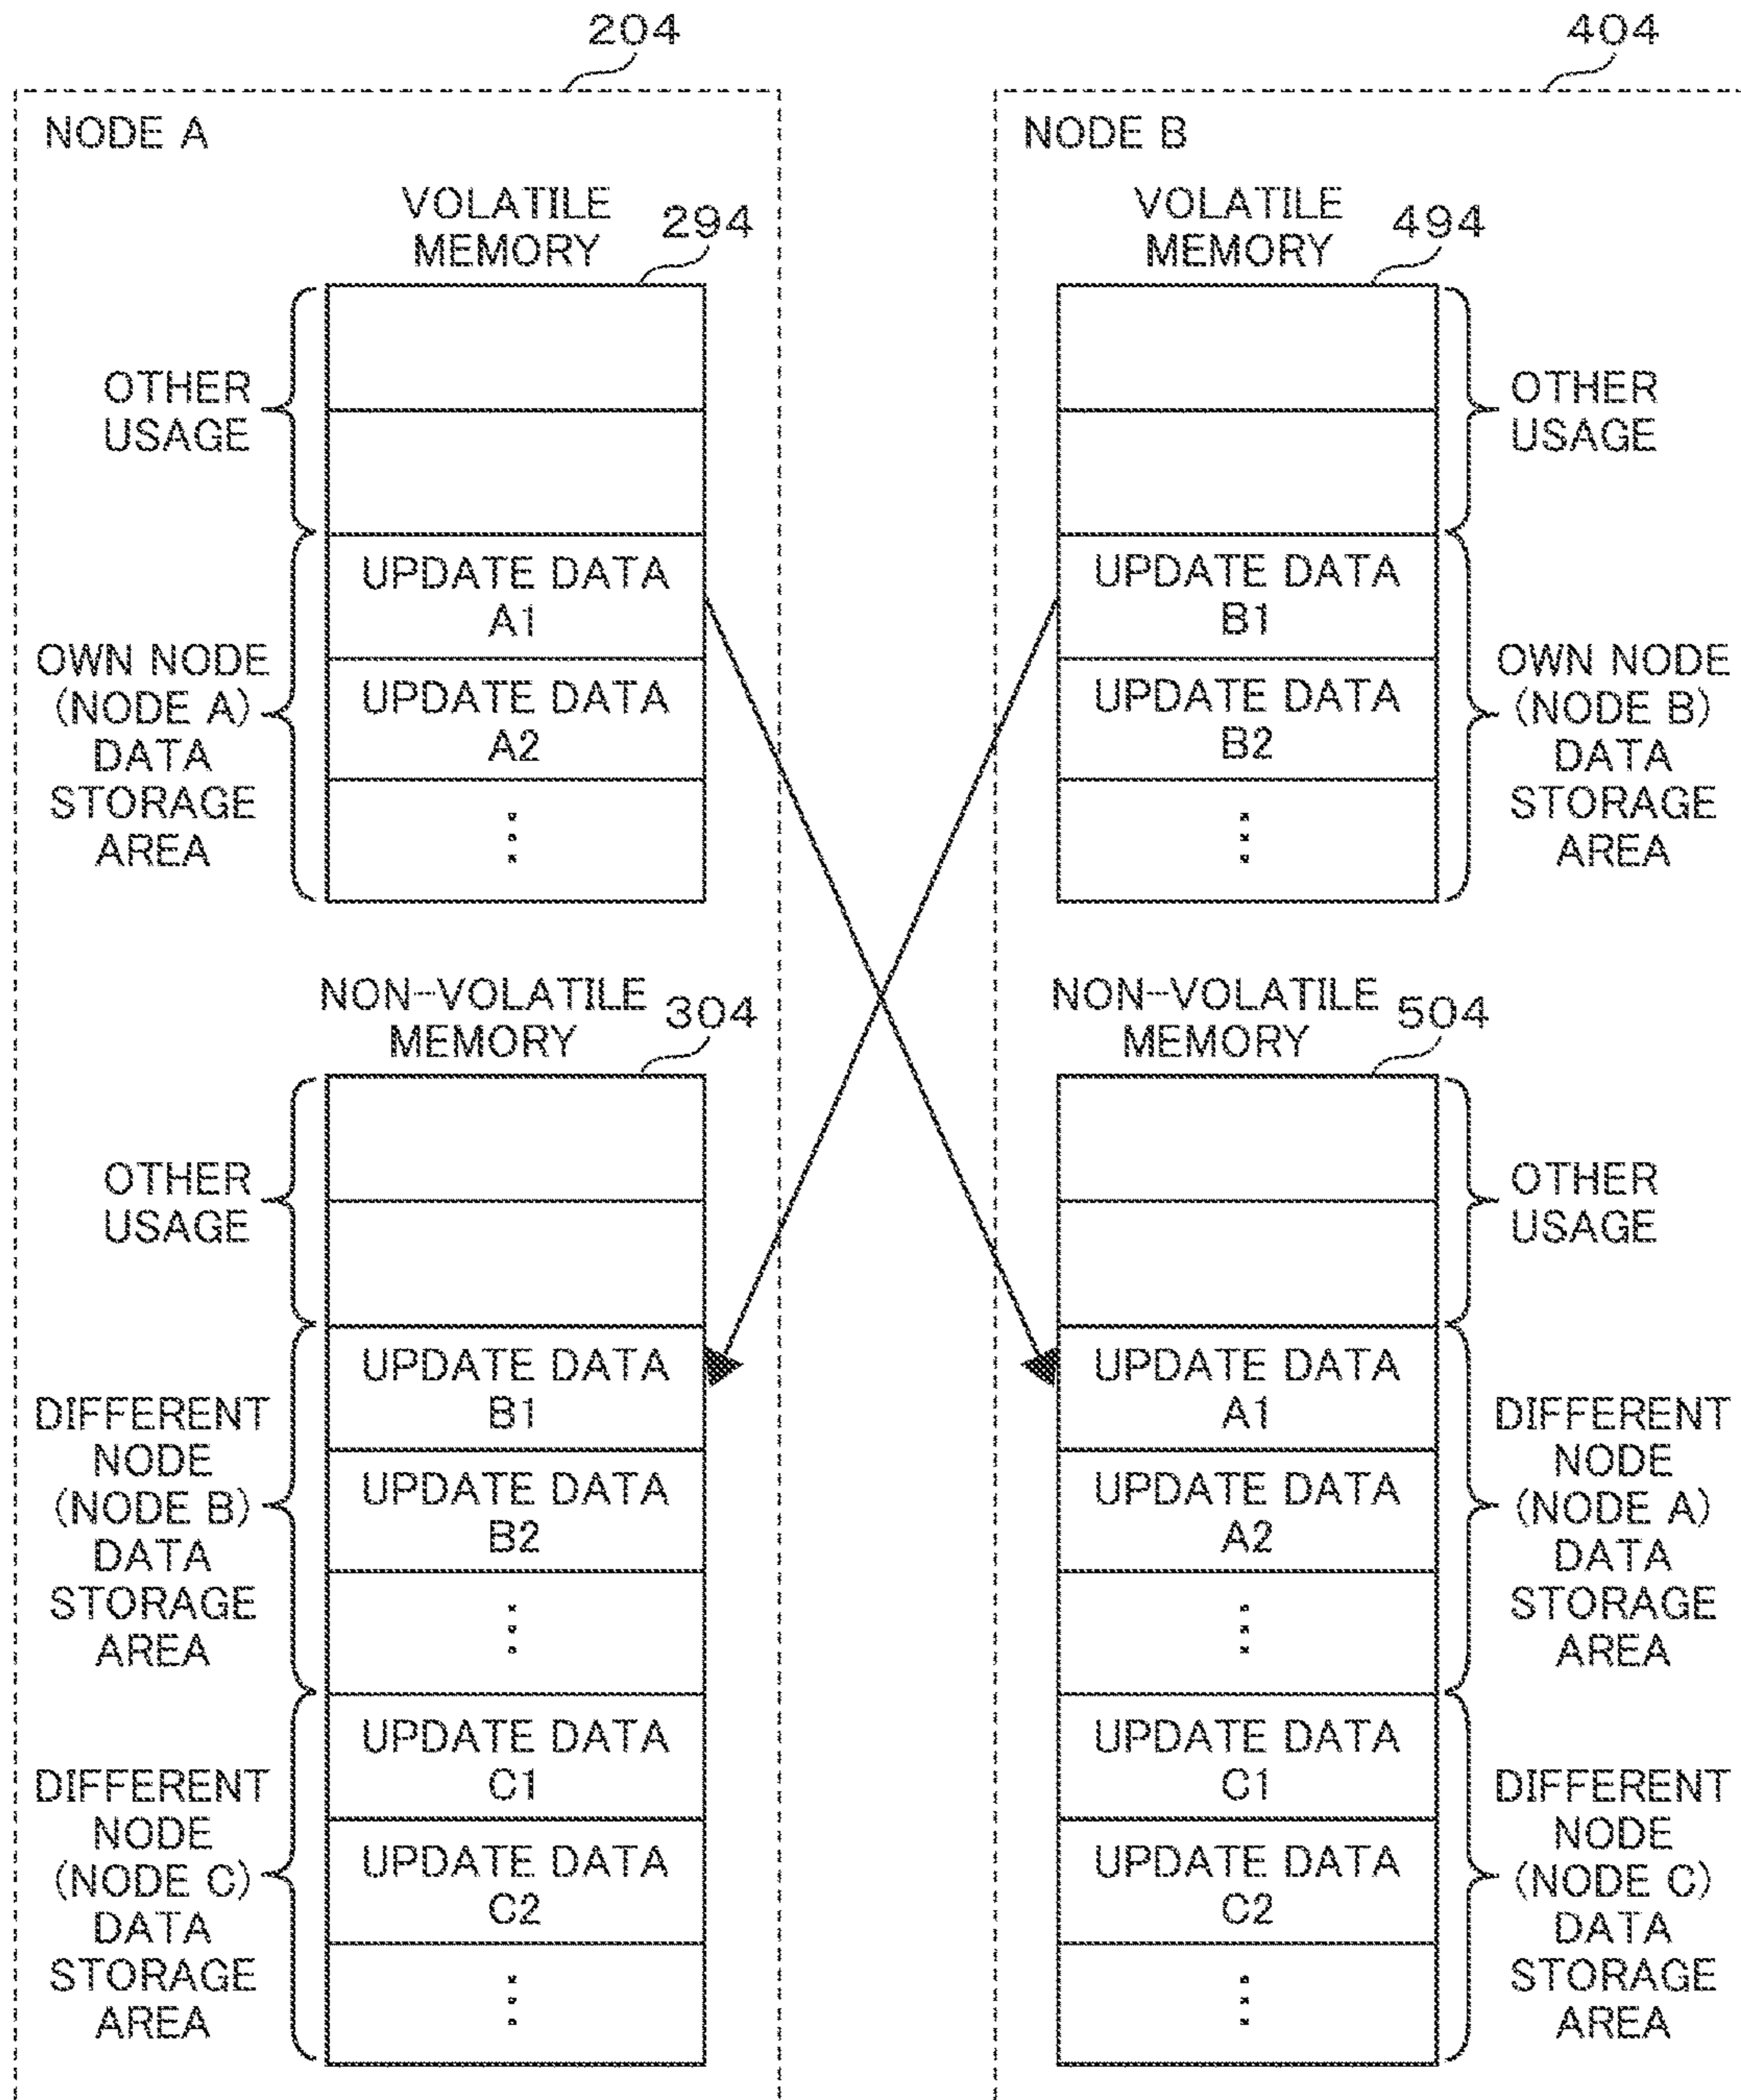 204
404
NODE A
VOLATILE
MEMORY
294
OTHER
USAGE
UPDATE DATA
A1
UPDATE DATA
A2
OWN NODE
(NODE A)
DATA
STORAGE
AREA
NON-VOLATILE
MEMORY
304
OTHER
USAGE
UPDATE DATA
B1
UPDATE DATA
B2
DIFFERENT
NODE
(NODE B)
DATA
STORAGE
AREA
UPDATE DATA
C1
UPDATE DATA
C2
DIFFERENT
NODE
(NODE C)
DATA
STORAGE
AREA
NODE B
VOLATILE
MEMORY
494
OTHER
USAGE
UPDATE DATA
B1
UPDATE DATA
B2
OWN NODE
(NODE B)
DATA
STORAGE
AREA
NON-VOLATILE
MEMORY
504
OTHER
USAGE
UPDATE DATA
A1
UPDATE DATA
A2
DIFFERENT
NODE
(NODE A)
DATA
STORAGE
AREA
UPDATE DATA
C1
UPDATE DATA
C2
DIFFERENT
NODE
(NODE C)
DATA
STORAGE
AREA